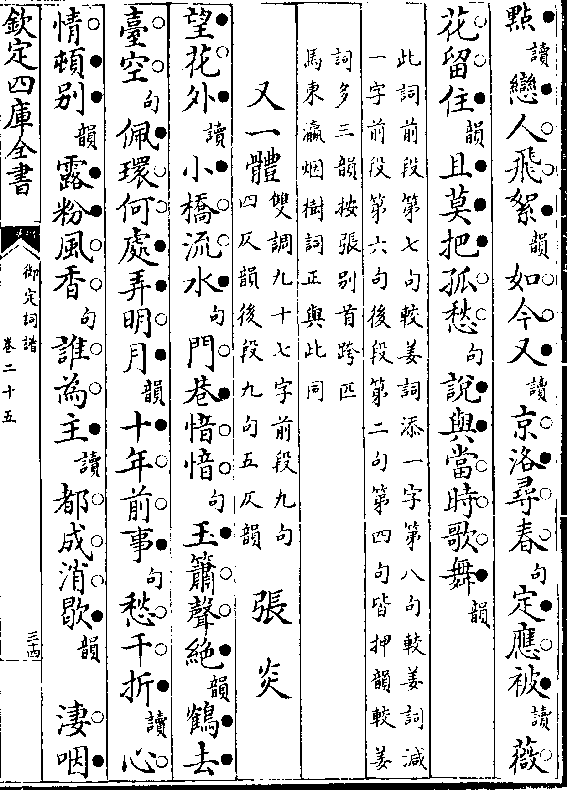 點讀戀人飛絮韻如今又讀京洛尋春句定應被讀薇
花留住韻且莫把孤愁句說與當時歌舞韻
此詞前段第七句較姜詞添一字第八句較姜詞減
一字前段第六句後段第二句第四句皆押韻較姜
詞多三韻按張别首跨匹
馬東瀛烟樹詞正與此同
又一體雙調九十七字前段九句
四仄韻後段九句五仄韻張炎
望花外讀小橋流水句門巷愔愔句玉簫聲絶韻鶴去
臺空句佩環何處弄明月韻十年前事句愁千折讀心
情頓别韻露粉風香句誰為主讀都成消歇韻淒咽
欽定四庫全書
御定詞譜
卷二十五
三十四